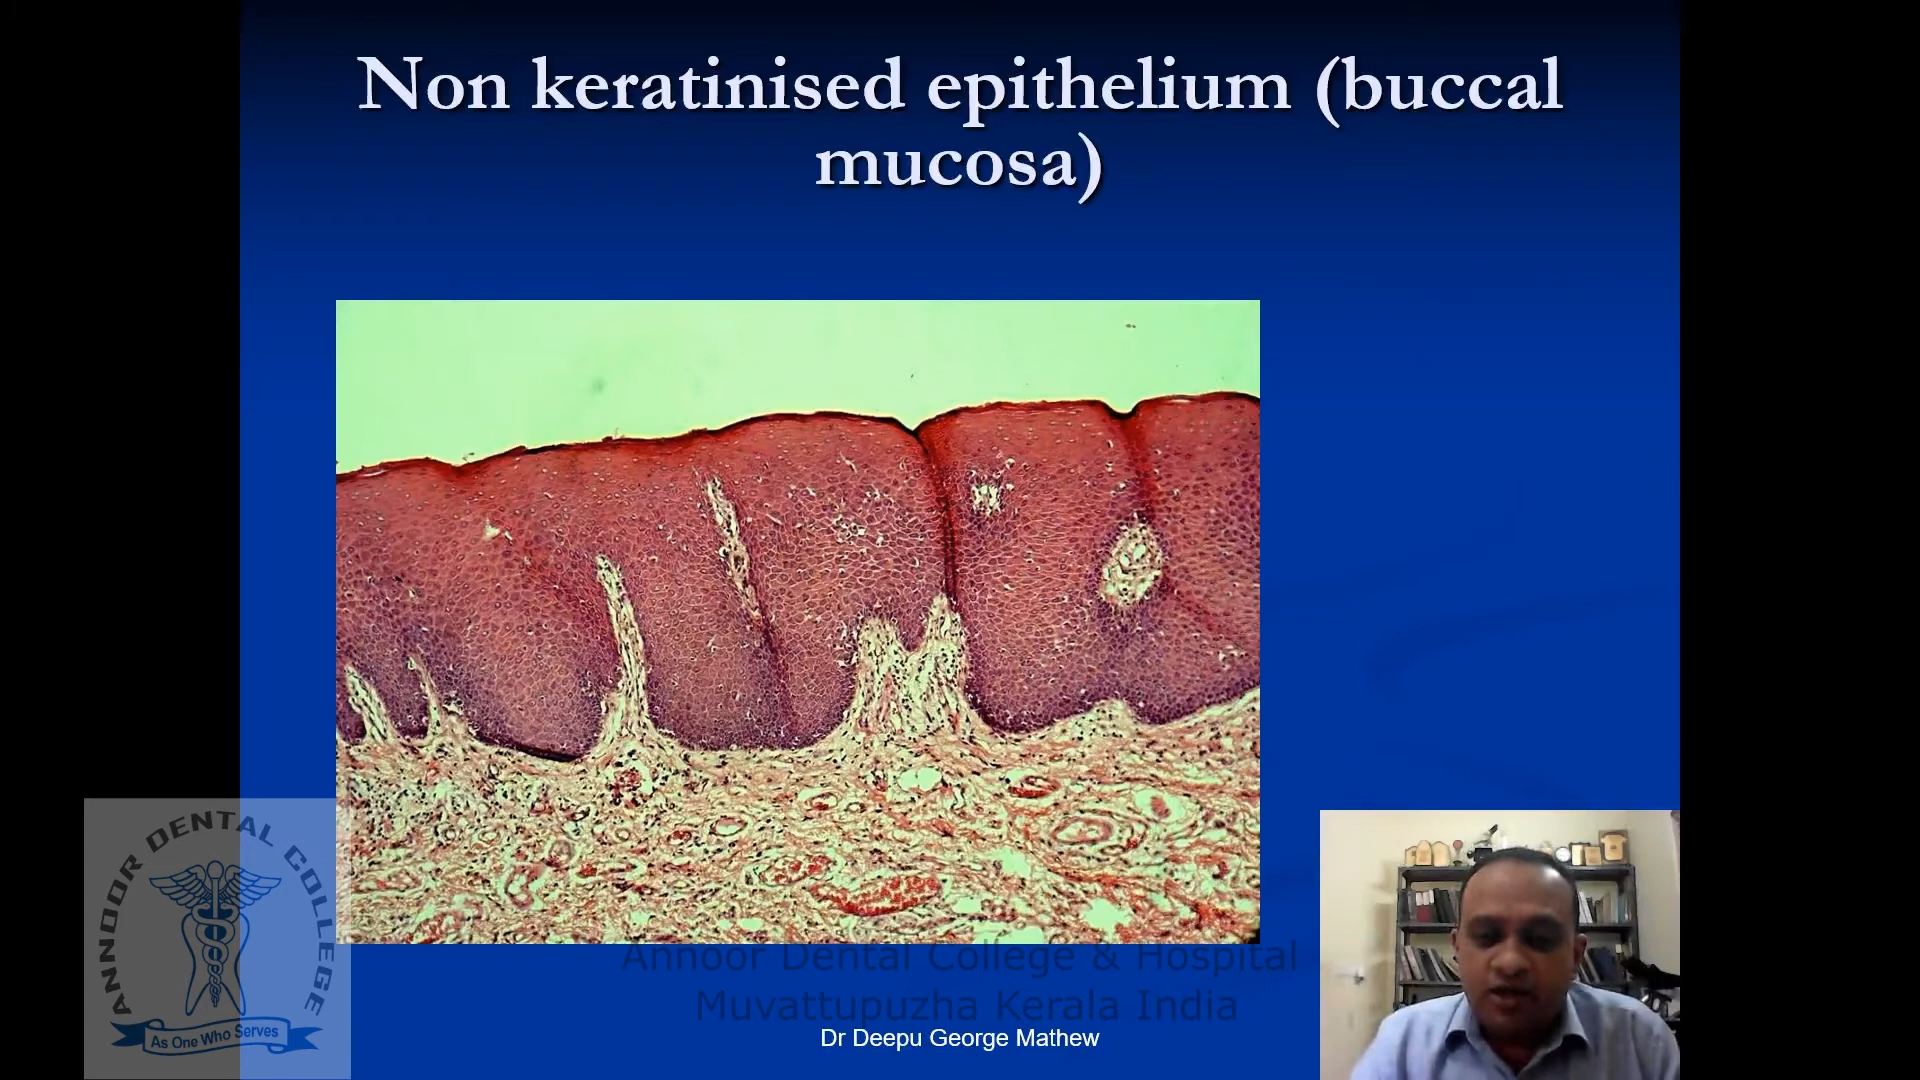 Non keratinised epithelium (buccal
mucosa)
ANNOOR DENTAL COLLEGE
As One Who Serves
Annoor Dental College & Hospital
Muvattupuzha Kerala India
Dr Deepu George Mathew